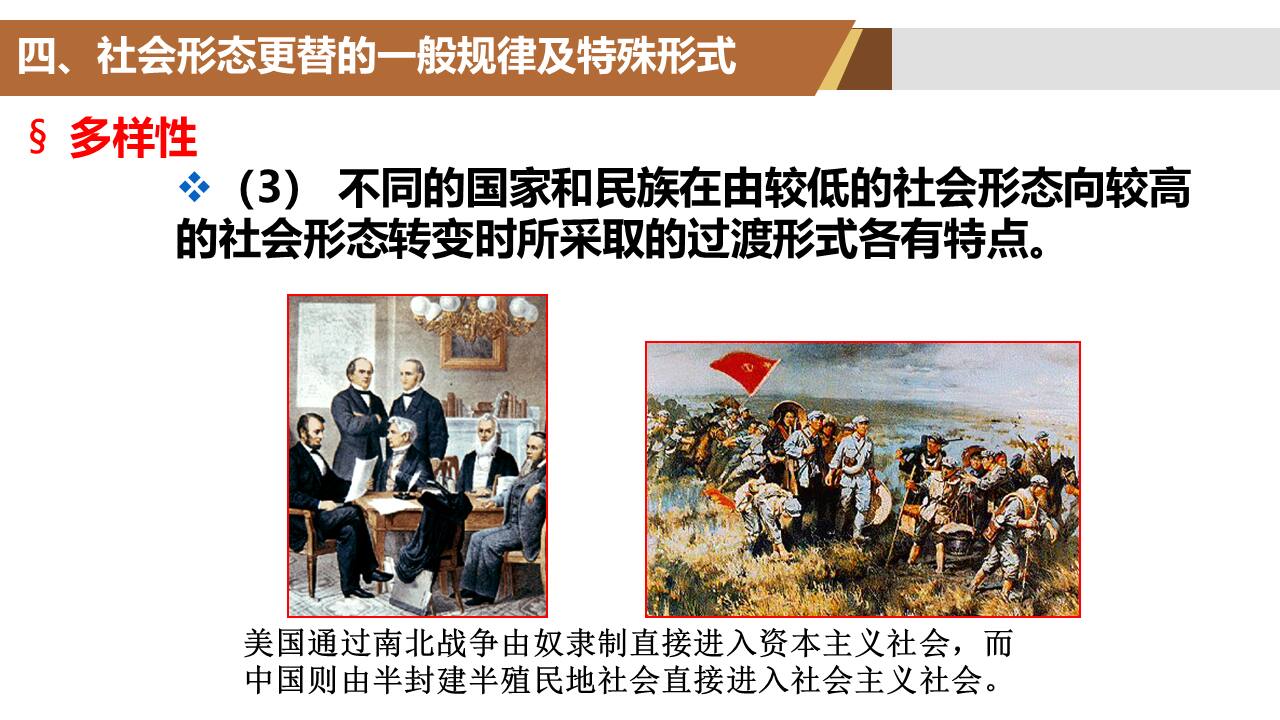 四、社会形态更替的一般规律及特殊形式
§ 多样性
❖（3） 不同的国家和民族在由较低的社会形态向较高
的社会形态转变时所采取的过渡形式各有特点。
美国通过南北战争由奴隶制直接进入资本主义社会，而
中国则由半封建半殖民地社会直接进入社会主义社会。